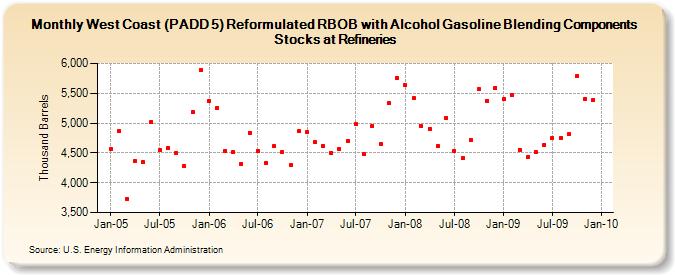 Monthly West Coast (PADD 5) Reformulated RBOB with Alcohol Gasoline Blending Components
Stocks at Refineries
Thousand Barrels
6,000
5,500
5,000
4,500
4,000
3,500
Jan-05 Jul-05 Jan-06 Jul-06 Jan-07 Jul-07 Jan-08 Jul-08 Jan-09 Jul-09 Jan-10
Source: U.S. Energy Information Administration